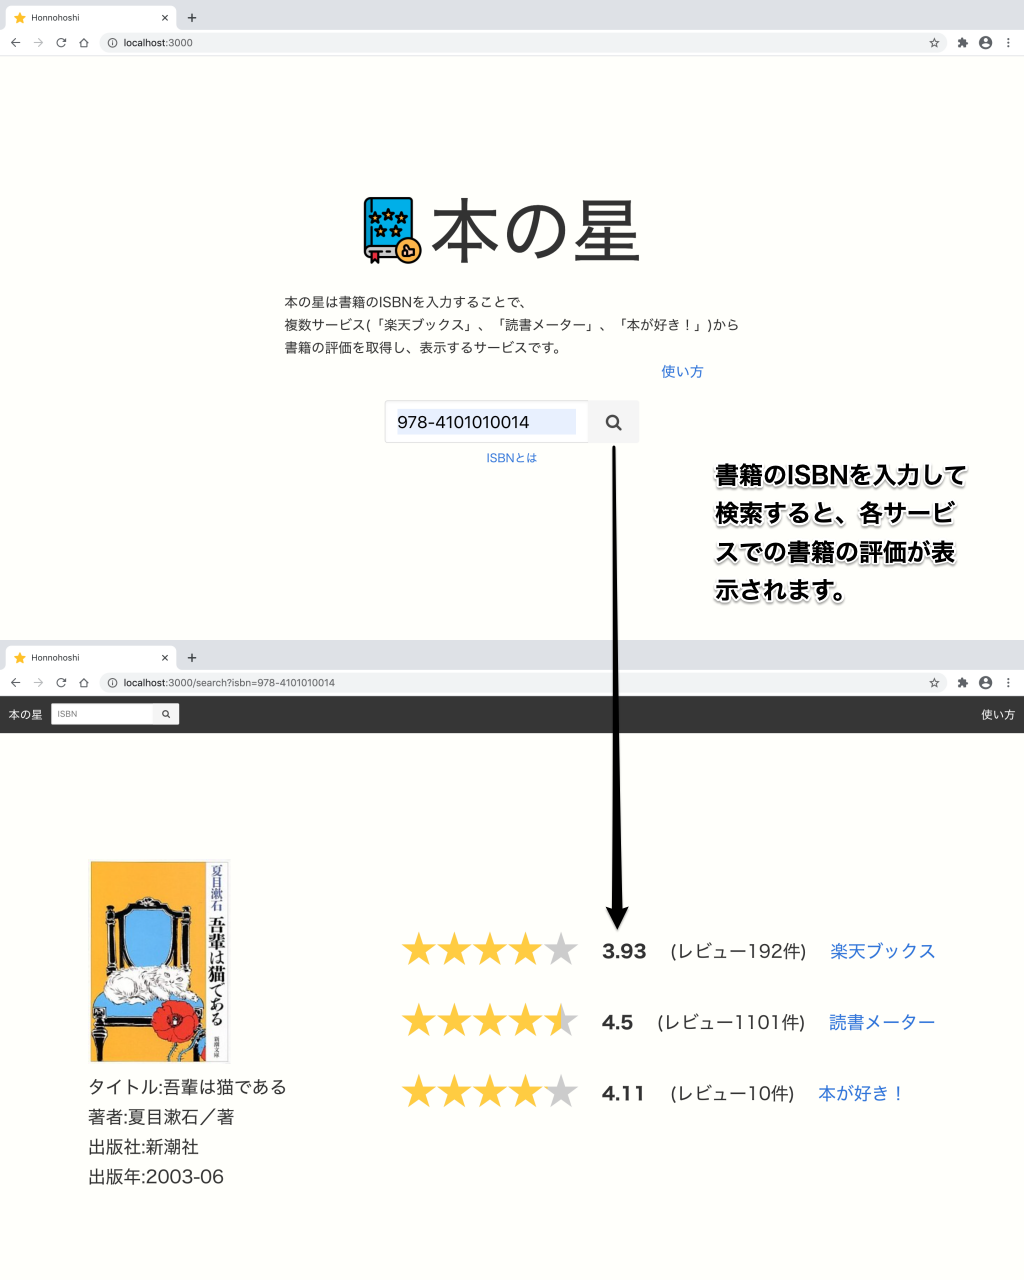 Honnohoshi
localhost:3000
本の星
本の星は書籍のISBNを入力することで、
複数サービス(「楽天ブックス」、「読書メーター」、「本が好き！」)から
書籍の評価を取得し、表示するサービスです。
使い方
978-4101010014
ISBNとは
書籍のISBNを入力して
検索すると、各サービ
スでの書籍の評価が表
示されます。
Honnohoshi
localhost:3000/search?isbn=978-4101010014
本の星 ISBN 使い方
夏目漱石
吾輩は猫である
新潮文庫
3.93 (レビュー192件) 楽天ブックス
4.5 (レビュー1101件) 読書メーター
4.11 (レビュー10件) 本が好き！
タイトル:吾輩は猫である
著者:夏目漱石／著
出版社:新潮社
出版年:2003-06